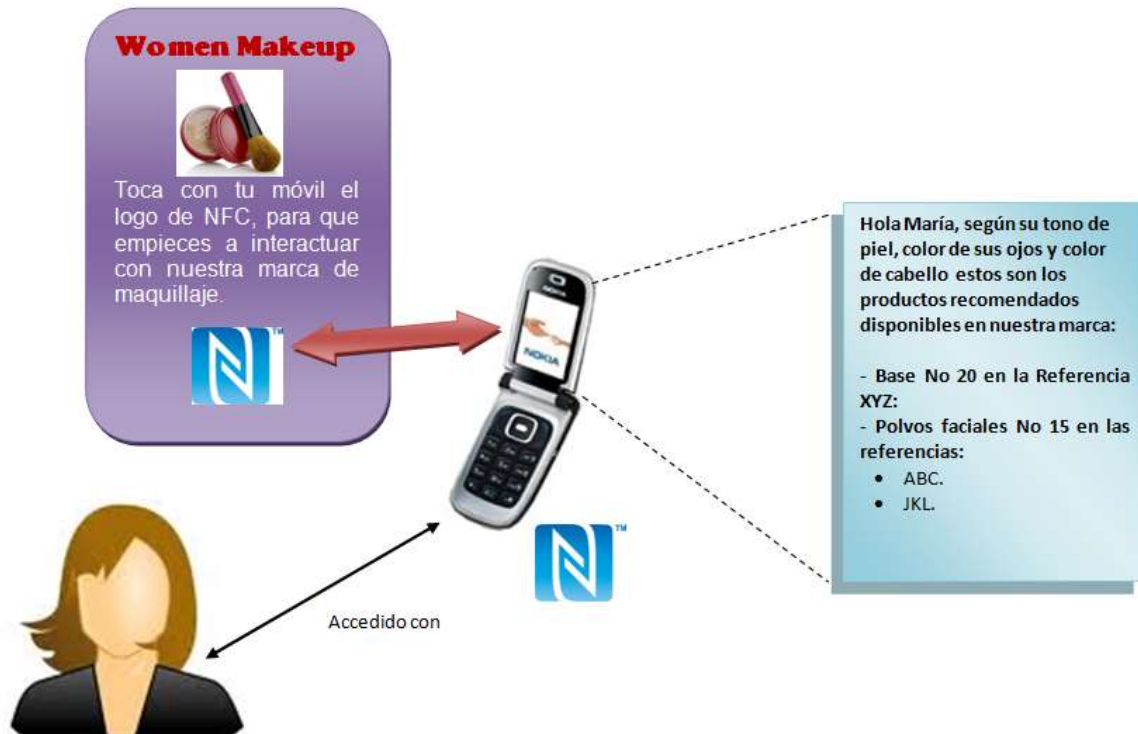 Women Makeup
Toca con tu móvil el
logo de NFC, para que
empieces a interactuar
con nuestra marca de
maquillaje.
TM
NOKIA
NOKIA
TM
Accedido con
Hola María, según su tono de
piel, color de sus ojos y color
de cabello estos son los
productos recomendados
disponibles en nuestra marca:
- Base No 20 en la Referencia
XYZ:
- Polvos faciales No 15 en las
referencias:
• ABC.
• JKL.